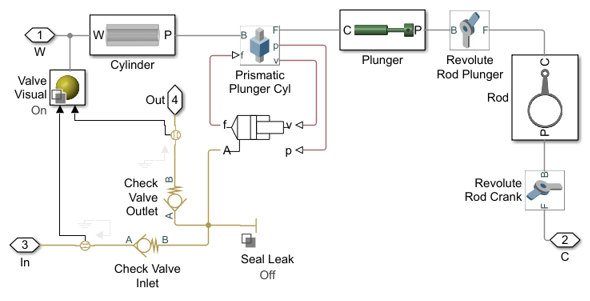 1
W
W
P
Cylinder
B
F
p
v
f
Prismatic
Plunger Cyl
C
P
Plunger
B
F
Revolute
Rod Plunger
C
Rod
P
Valve
Visual
On
Out
4
f
v
A
p
B
Check
Valve
Outlet
A
B
Revolute
Rod Crank
F
3
In
A
B
Check Valve
Inlet
Seal Leak
Off
2
C